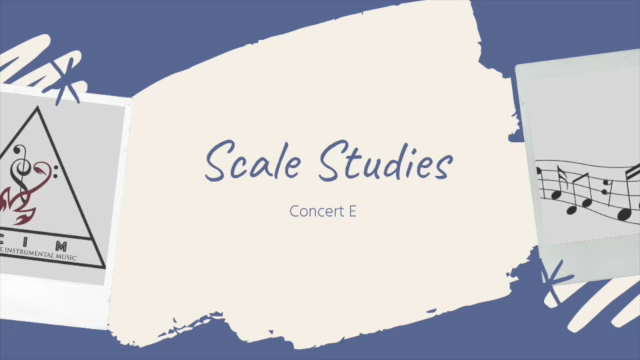 Scale Studies
Concert E
E I M
INSTRUMENTAL MUSIC